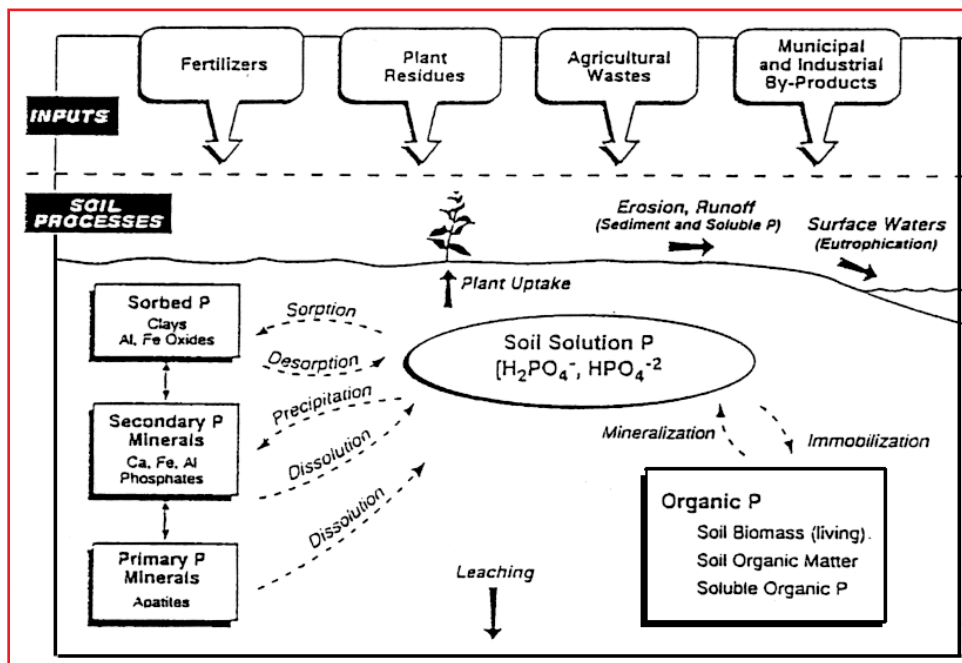 Fertilizers
Plant
Residues
Agricultural
Wastes
Municipal
and Industrial
By-Products
INPUTS
SOIL
PROCESSES
Erosion, Runoff
(Sediment and Soluble P)
Surface Waters
(Eutrophication)
Plant Uptake
Sorbed P
Clays
Al, Fe Oxides
Sorption
Desorption
Soil Solution P
[H₂PO₄⁻, HPO₄⁻²
Secondary P
Minerals
Ca, Fe, Al
Phosphates
Precipitation
Dissolution
Mineralization
Immobilization
Primary P
Minerals
Apatites
Dissolution
Leaching
Organic P
Soil Biomass (living).
Soil Organic Matter
Soluble Organic P